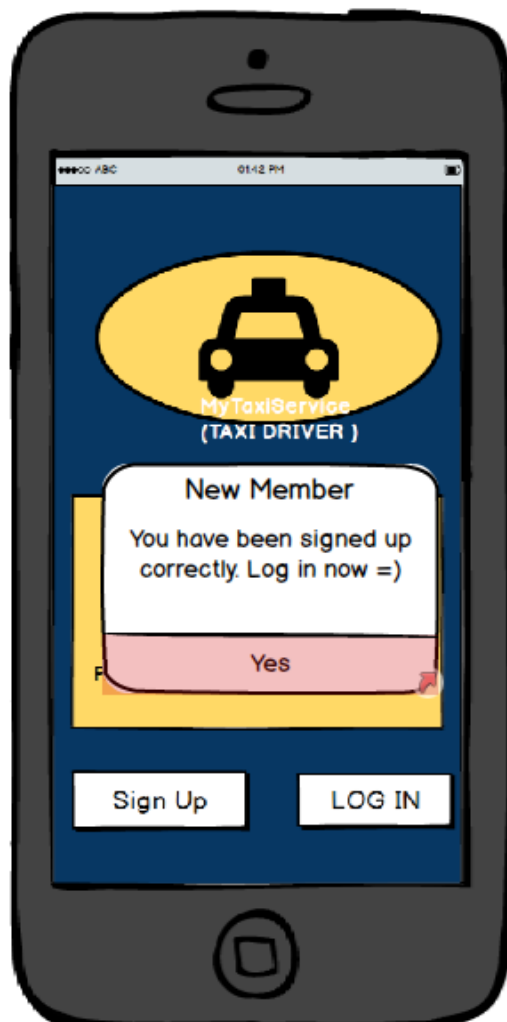 ABC 01:42 PM
MyTaxiService
(TAXI DRIVER )
New Member
You have been signed up
correctly. Log in now =)
Yes
Sign Up LOG IN